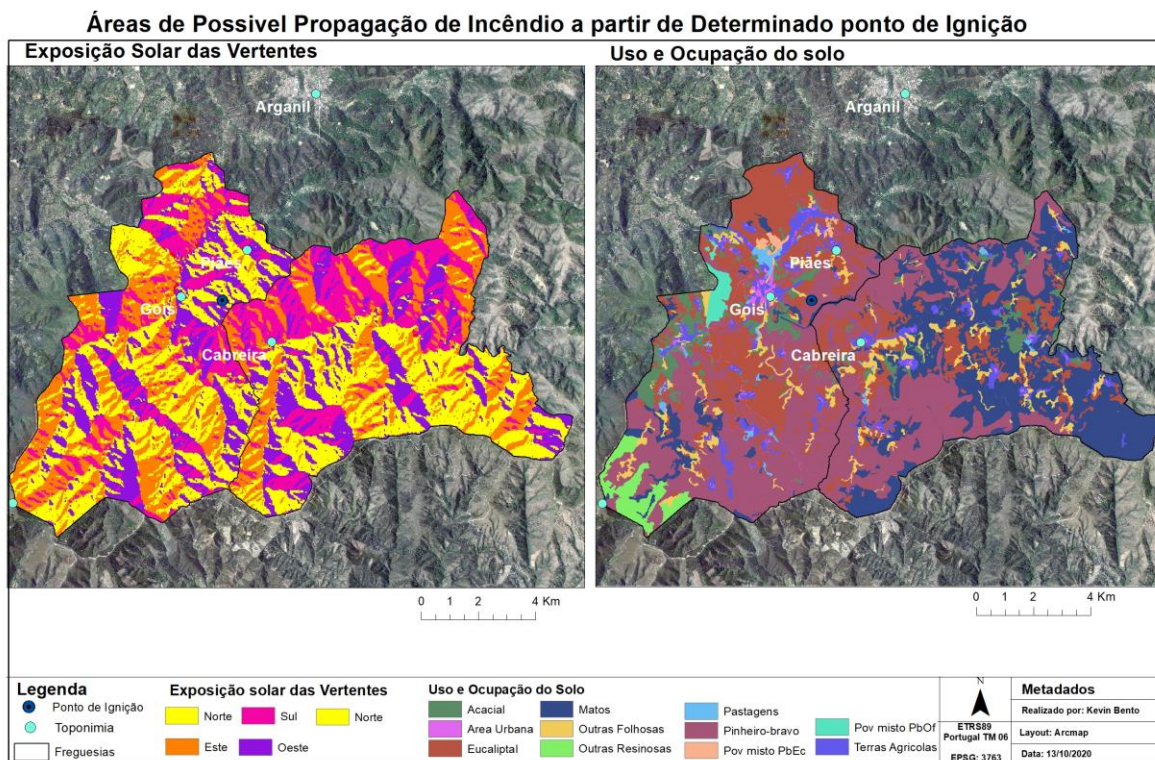 Áreas de Possivel Propagação de Incêndio a partir de Determinado ponto de Ignição
Exposição Solar das Vertentes
Arganil
Piães
Gois
Cabreira
0 1 2 4 Km
Uso e Ocupação do solo
Arganil
Piães
Gois
Cabreira
0 1 2 4 Km
Legenda
Ponto de Ignição
Toponimia
Freguesias
Exposição solar das Vertentes
Norte
Sul
Norte
Este
Oeste
Uso e Ocupação do Solo
Acacial
Area Urbana
Eucaliptal
Matos
Outras Folhosas
Outras Resinosas
Pastagens
Pinheiro-bravo
Pov misto PbEc
Pov misto PbOf
Terras Agricolas
N
ETRS89
Portugal TM 06
EPSG: 3763
Metadados
Realizado por: Kevin Bento
Layout: Arcmap
Data: 13/10/2020